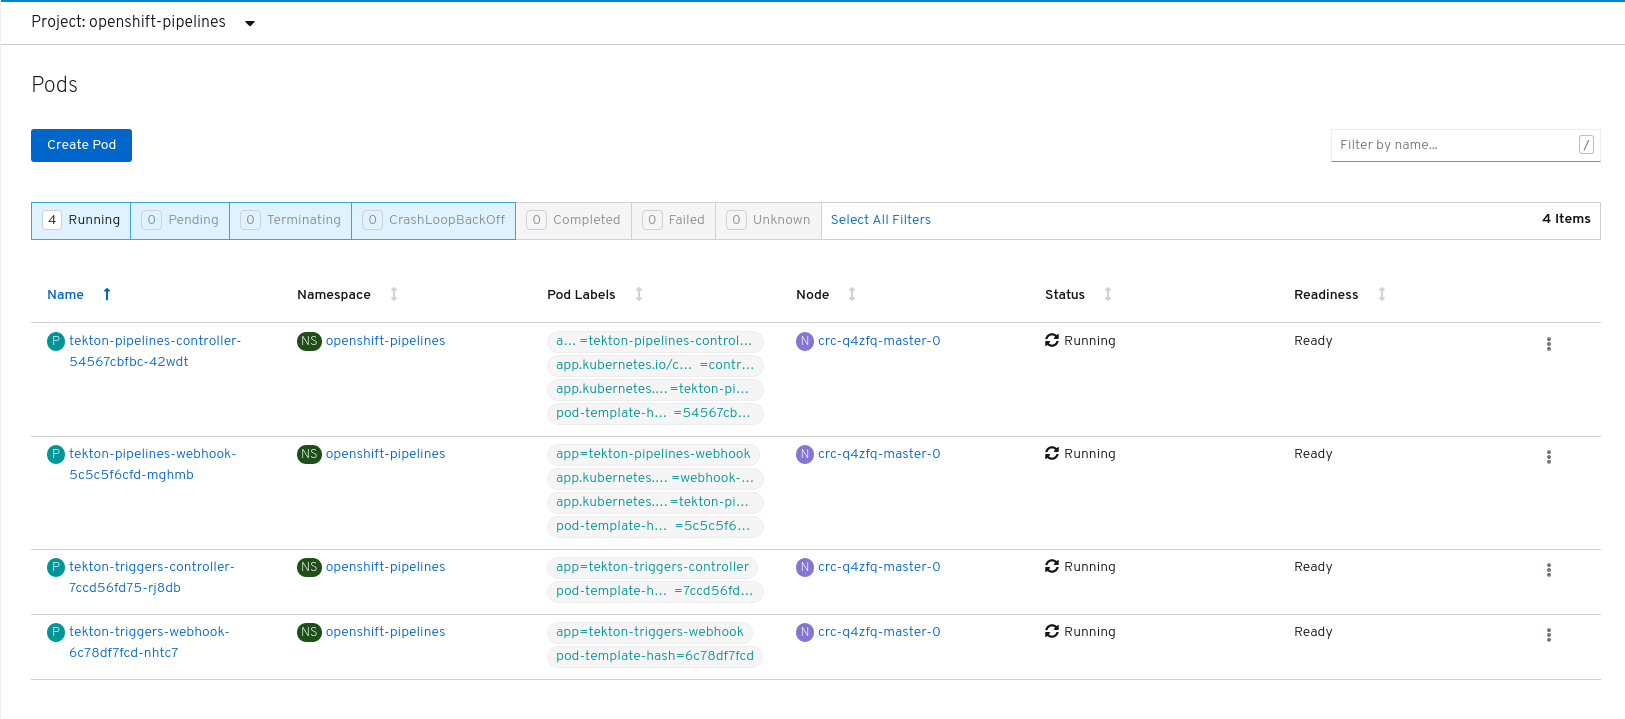 Project: openshift-pipelines
Pods
Create Pod
Filter by name...
/
4 Running 0 Pending 0 Terminating 0 CrashLoopBackOff 0 Completed 0 Failed 0 Unknown Select All Filters 4 Items
Name Namespace Pod Labels Node Status Readiness
P tekton-pipelines-controller- NS openshift-pipelines a... =tekton-pipelines-control... N crc-q4zfq-master-0 Running Ready
54567cbfbc-42wdt
app.kubernetes.io/c... =contr...
app.kubernetes.... =tekton-pi...
pod-template-h... =54567cb...
P tekton-pipelines-webhook- NS openshift-pipelines app=tekton-pipelines-webhook N crc-q4zfq-master-0 Running Ready
5c5c5f6cfd-mghmb
app.kubernetes.... =webhook-...
app.kubernetes.... =tekton-pi...
pod-template-h... =5c5c5f6...
P tekton-triggers-controller- NS openshift-pipelines app=tekton-triggers-controller N crc-q4zfq-master-0 Running Ready
7ccd56fd75-rj8db
pod-template-h... =7ccd56fd...
P tekton-triggers-webhook- NS openshift-pipelines app=tekton-triggers-webhook N crc-q4zfq-master-0 Running Ready
6c78df7fcd-nhtc7
pod-template-hash=6c78df7fcd